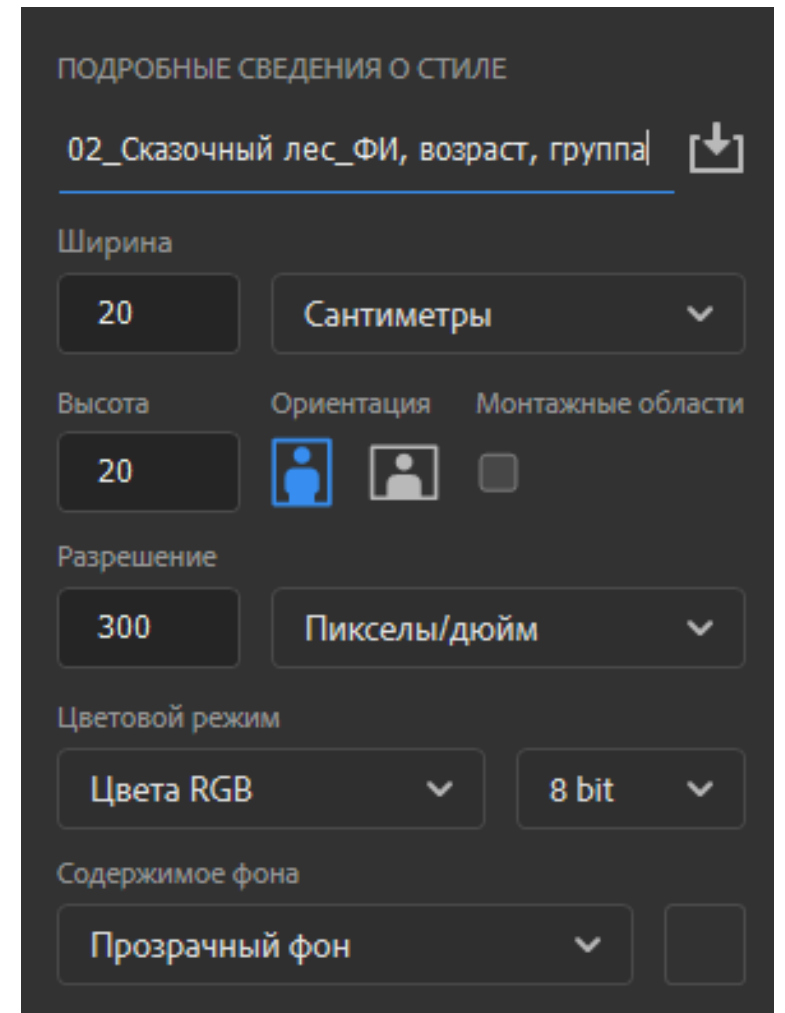 ПОДРОБНЫЕ СВЕДЕНИЯ О СТИЛЕ
02_Сказочный лес_ФИ, возраст, группа
Ширина
20 Сантиметры
Высота Ориентация Монтажные области
20
Разрешение
300 Пикселы/дюйм
Цветовой режим
Цвета RGB 8 bit
Содержимое фона
Прозрачный фон